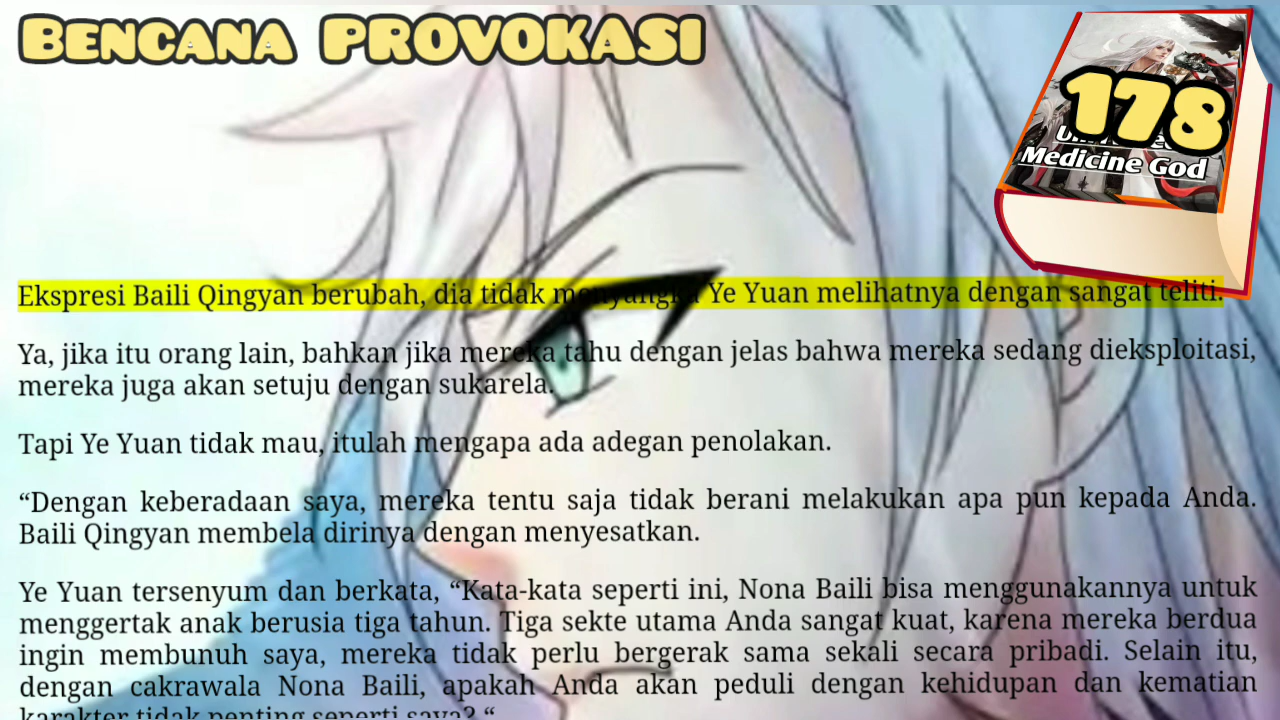 BENCANA PROVOKASI
178
Medicine God
Ekspresi Baili Qingyan berubah, dia tidak menyangka Ye Yuan melihatnya dengan sangat teliti.
Ya, jika itu orang lain, bahkan jika mereka tahu dengan jelas bahwa mereka sedang dieksploitasi,
mereka juga akan setuju dengan sukarela.
Tapi Ye Yuan tidak mau, itulah mengapa ada adegan penolakan.
“Dengan keberadaan saya, mereka tentu saja tidak berani melakukan apa pun kepada Anda.
Baili Qingyan membela dirinya dengan menyesatkan.
Ye Yuan tersenyum dan berkata, “Kata-kata seperti ini, Nona Baili bisa menggunakannya untuk
menggertak anak berusia tiga tahun. Tiga sekte utama Anda sangat kuat, karena mereka berdua
ingin membunuh saya, mereka tidak perlu bergerak sama sekali secara pribadi. Selain itu,
dengan cakrawala Nona Baili, apakah Anda akan peduli dengan kehidupan dan kematian
karakter tidak penting seperti saya? “